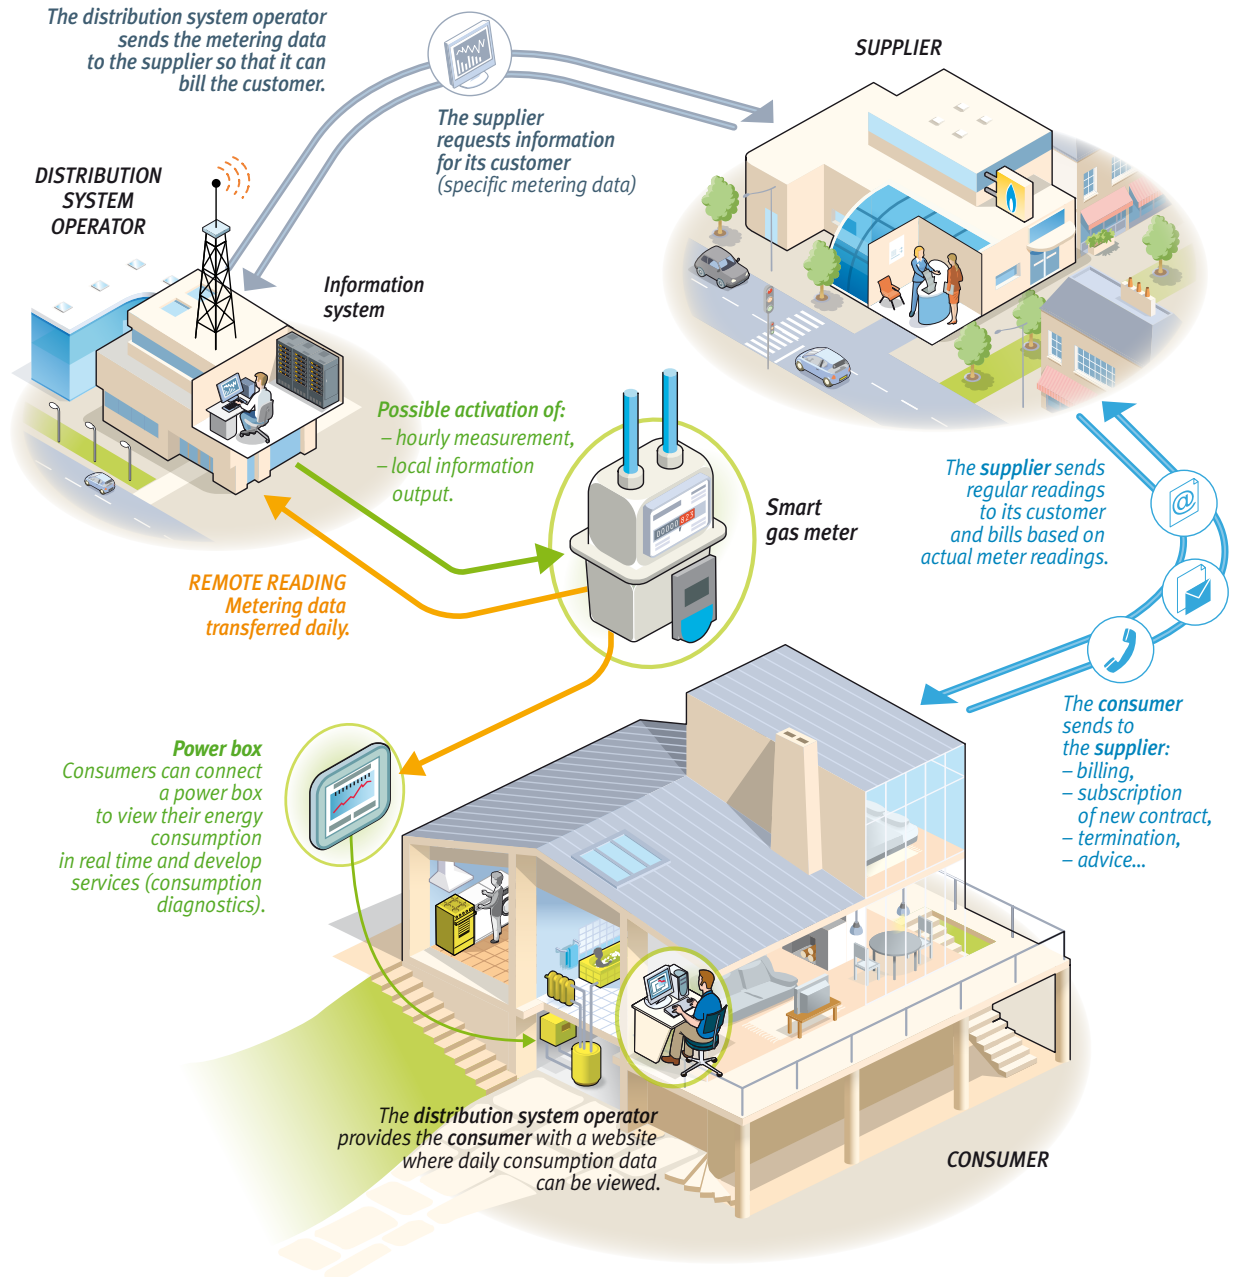 The distribution system operator
sends the metering data
to the supplier so that it can
bill the customer.
SUPPLIER
The supplier
requests information
for its customer
(specific metering data)
DISTRIBUTION
SYSTEM
OPERATOR
Information
system
Possible activation of:
– hourly measurement,
– local information
output.
Smart
gas meter
00000823
The supplier sends
regular readings
to its customer
and bills based on
actual meter readings.
@
REMOTE READING
Metering data
transferred daily.
The consumer
sends to
the supplier:
– billing,
– subscription
of new contract,
– termination,
– advice...
Power box
Consumers can connect
a power box
to view their energy
consumption
in real time and develop
services (consumption
diagnostics).
The distribution system operator
provides the consumer with a website
where daily consumption data
can be viewed.
CONSUMER